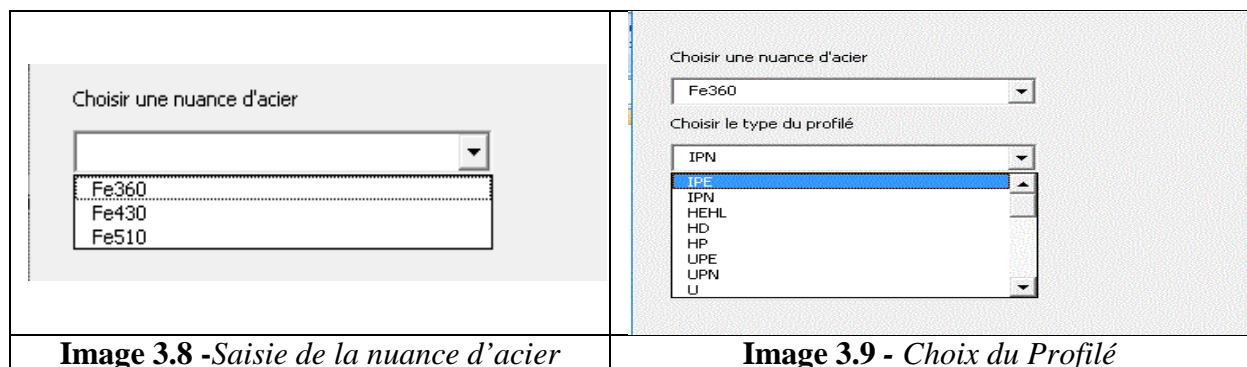 Choisir une nuance d'acier
Fe360
Fe430
Fe510
Image 3.8 -Saisie de la nuance d'acier
Choisir une nuance d'acier
Fe360
Choisir le type du profilé
IPN
IPE
IPN
HEHL
HD
HP
UPE
UPN
U
Image 3.9 - Choix du Profilé